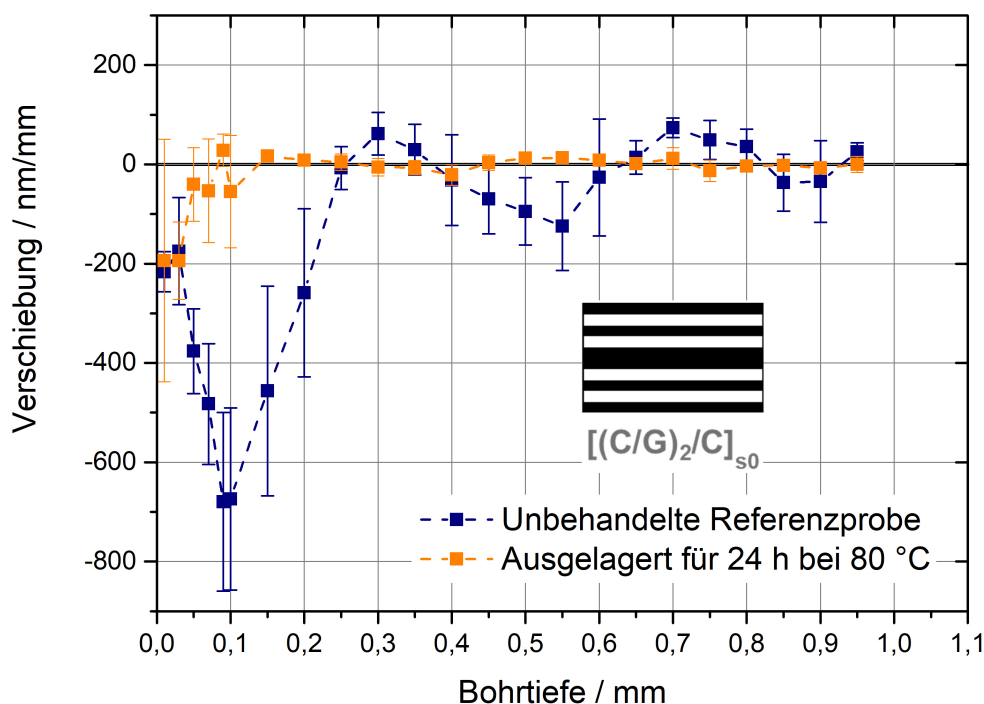 Verschiebung / nm/mm
200
0
-200
-400
-600
-800
[(C/G)₂/C]ₛ₀
Unbehandelte Referenzprobe
Ausgelagert für 24 h bei 80 °C
0,0 0,1 0,2 0,3 0,4 0,5 0,6 0,7 0,8 0,9 1,0 1,1
Bohrtiefe / mm